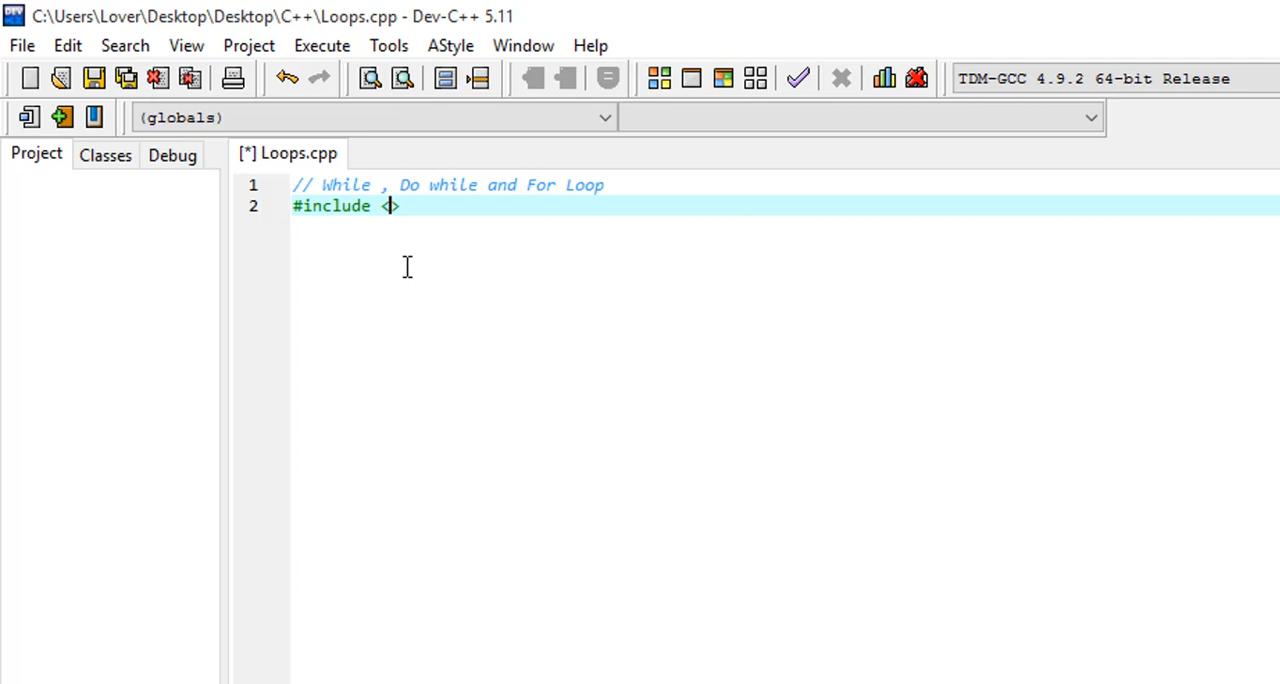 C:\Users\Lover\Desktop\Desktop\C++\Loops.cpp - Dev-C++ 5.11
File Edit Search View Project Execute Tools AStyle Window Help
TDM-GCC 4.9.2 64-bit Release
(globals)
Project Classes Debug [*] Loops.cpp
1 // While , Do while and For Loop
2 #include <>